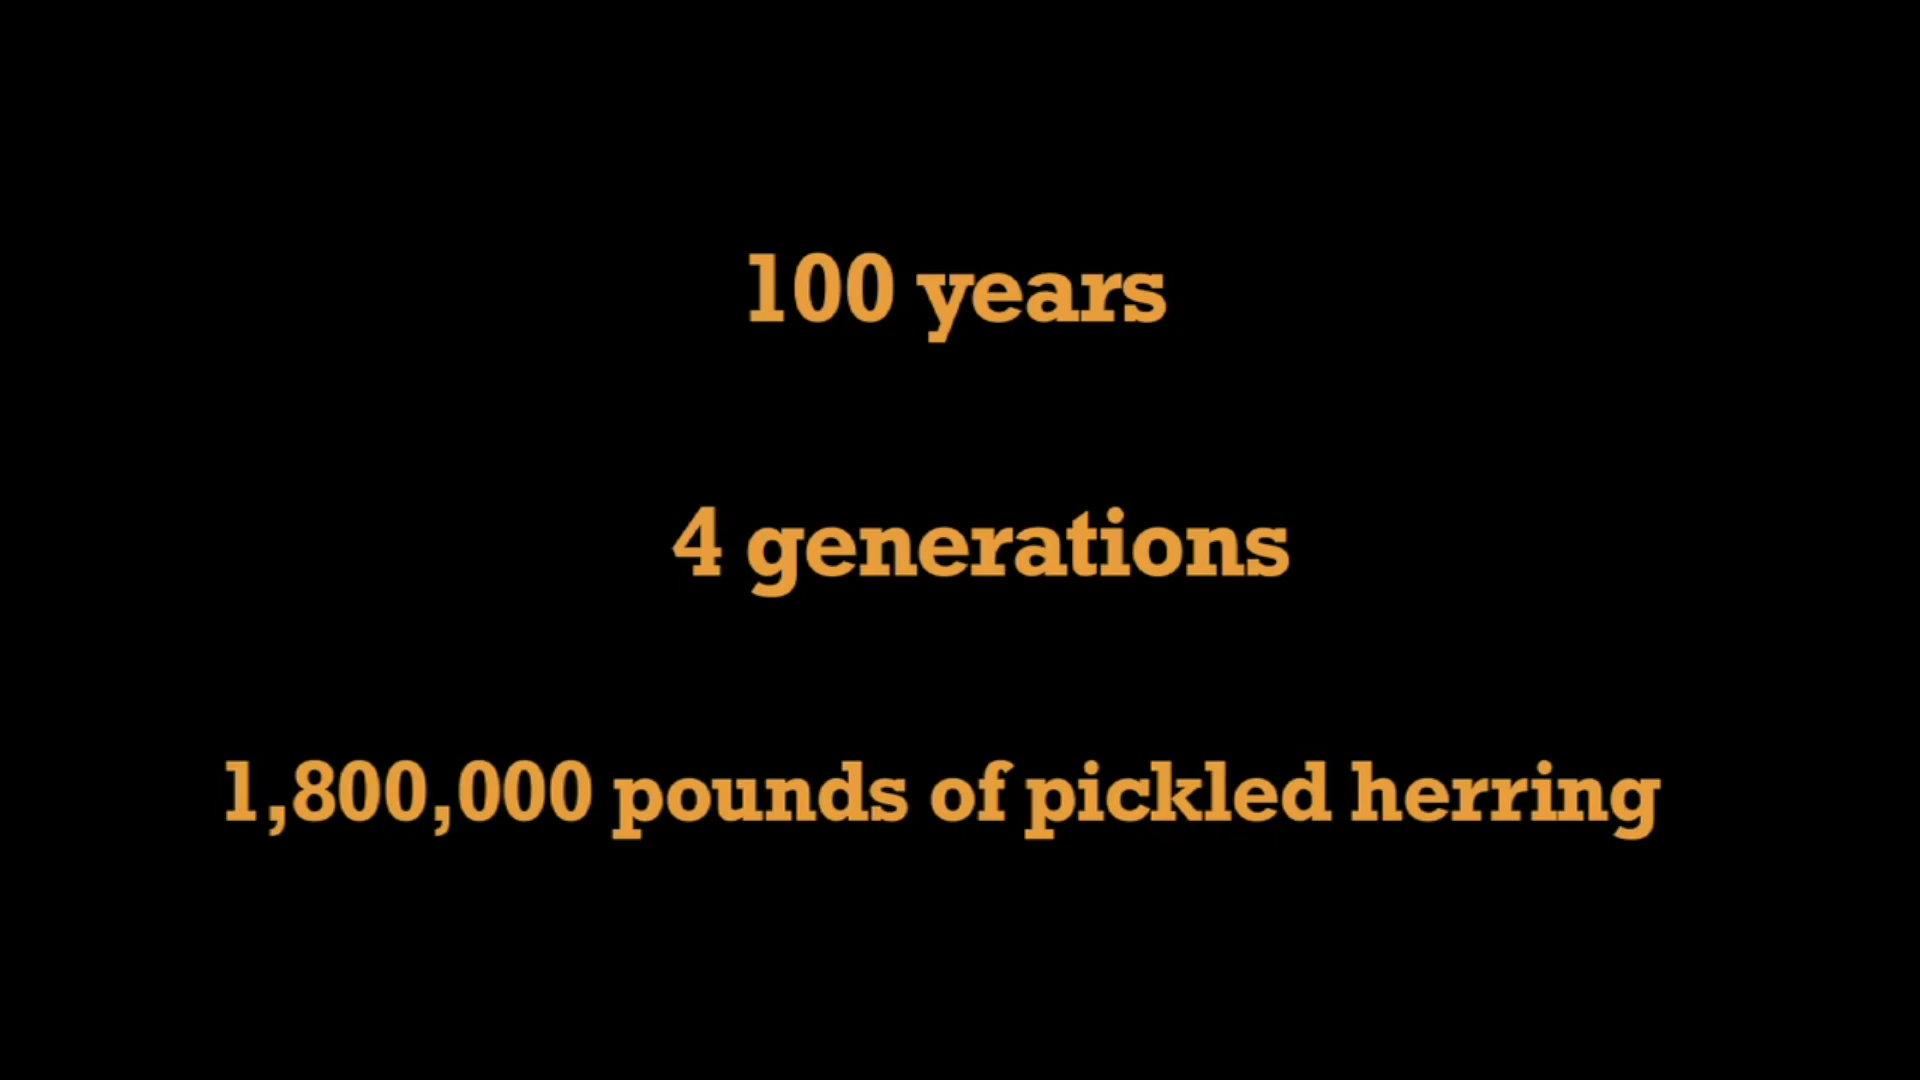 100 years
4 generations
1,800,000 pounds of pickled herring